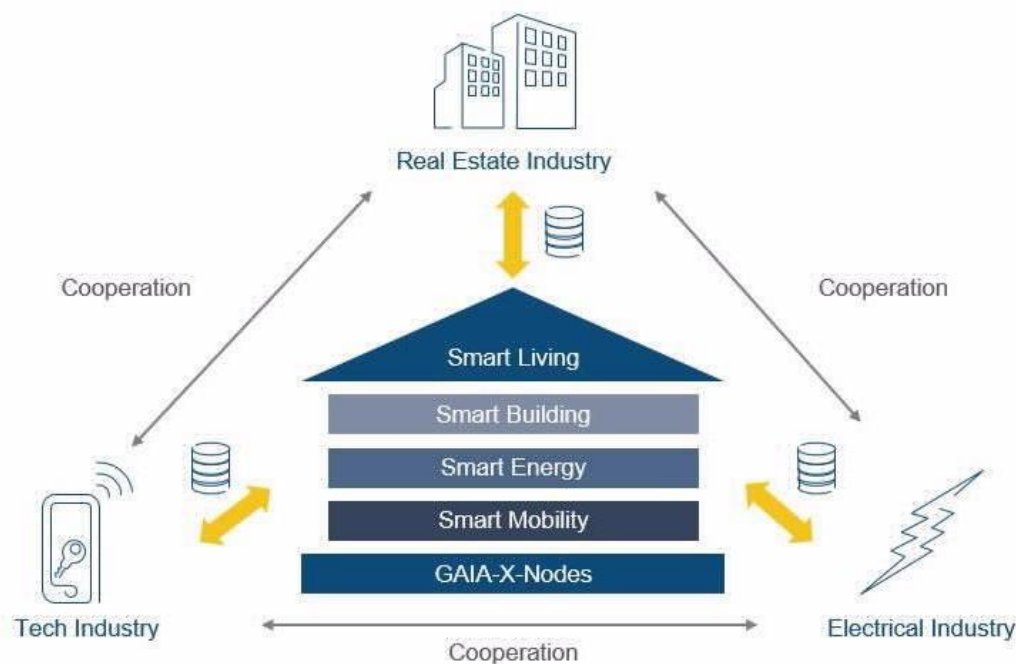 Real Estate Industry
Cooperation
Cooperation
Smart Living
Smart Building
Smart Energy
Smart Mobility
GAIA-X-Nodes
Tech Industry
Electrical Industry
Cooperation